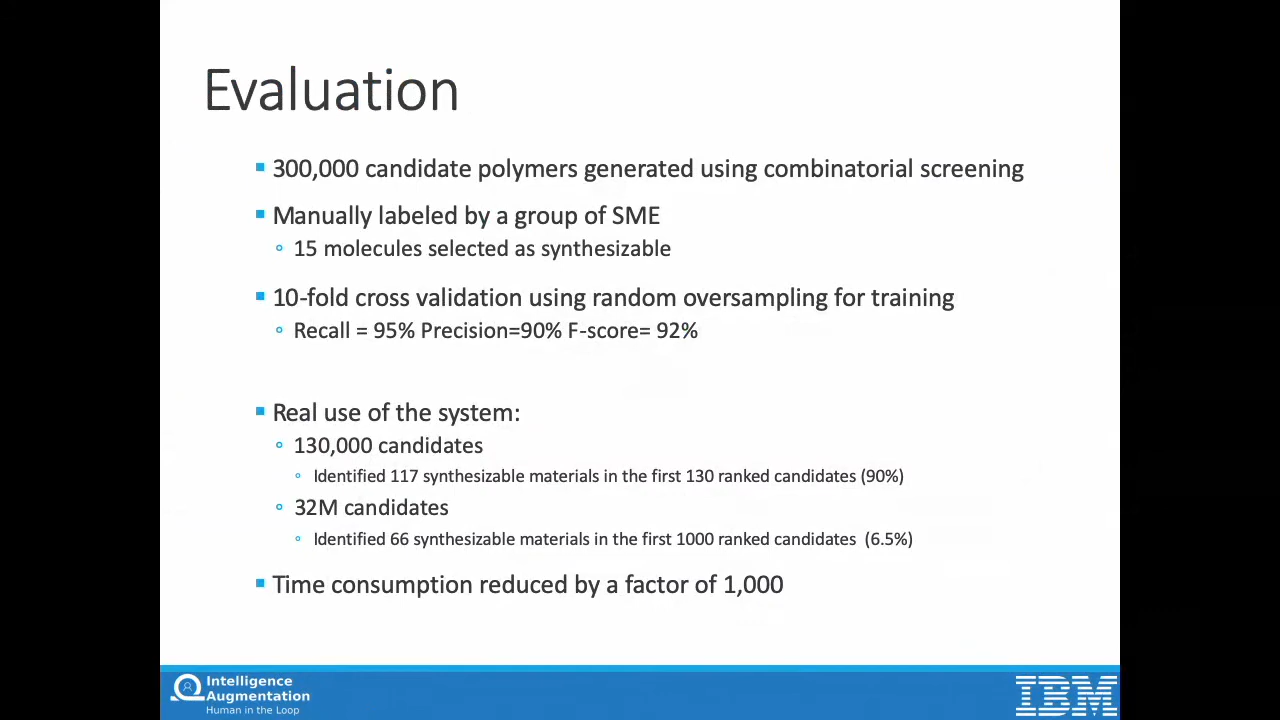 Evaluation
300,000 candidate polymers generated using combinatorial screening
Manually labeled by a group of SME
15 molecules selected as synthesizable
10-fold cross validation using random oversampling for training
Recall = 95% Precision=90% F-score= 92%
Real use of the system:
130,000 candidates
Identified 117 synthesizable materials in the first 130 ranked candidates (90%)
32M candidates
Identified 66 synthesizable materials in the first 1000 ranked candidates (6.5%)
Time consumption reduced by a factor of 1,000
Intelligence
Augmentation
Human in the Loop
IBM